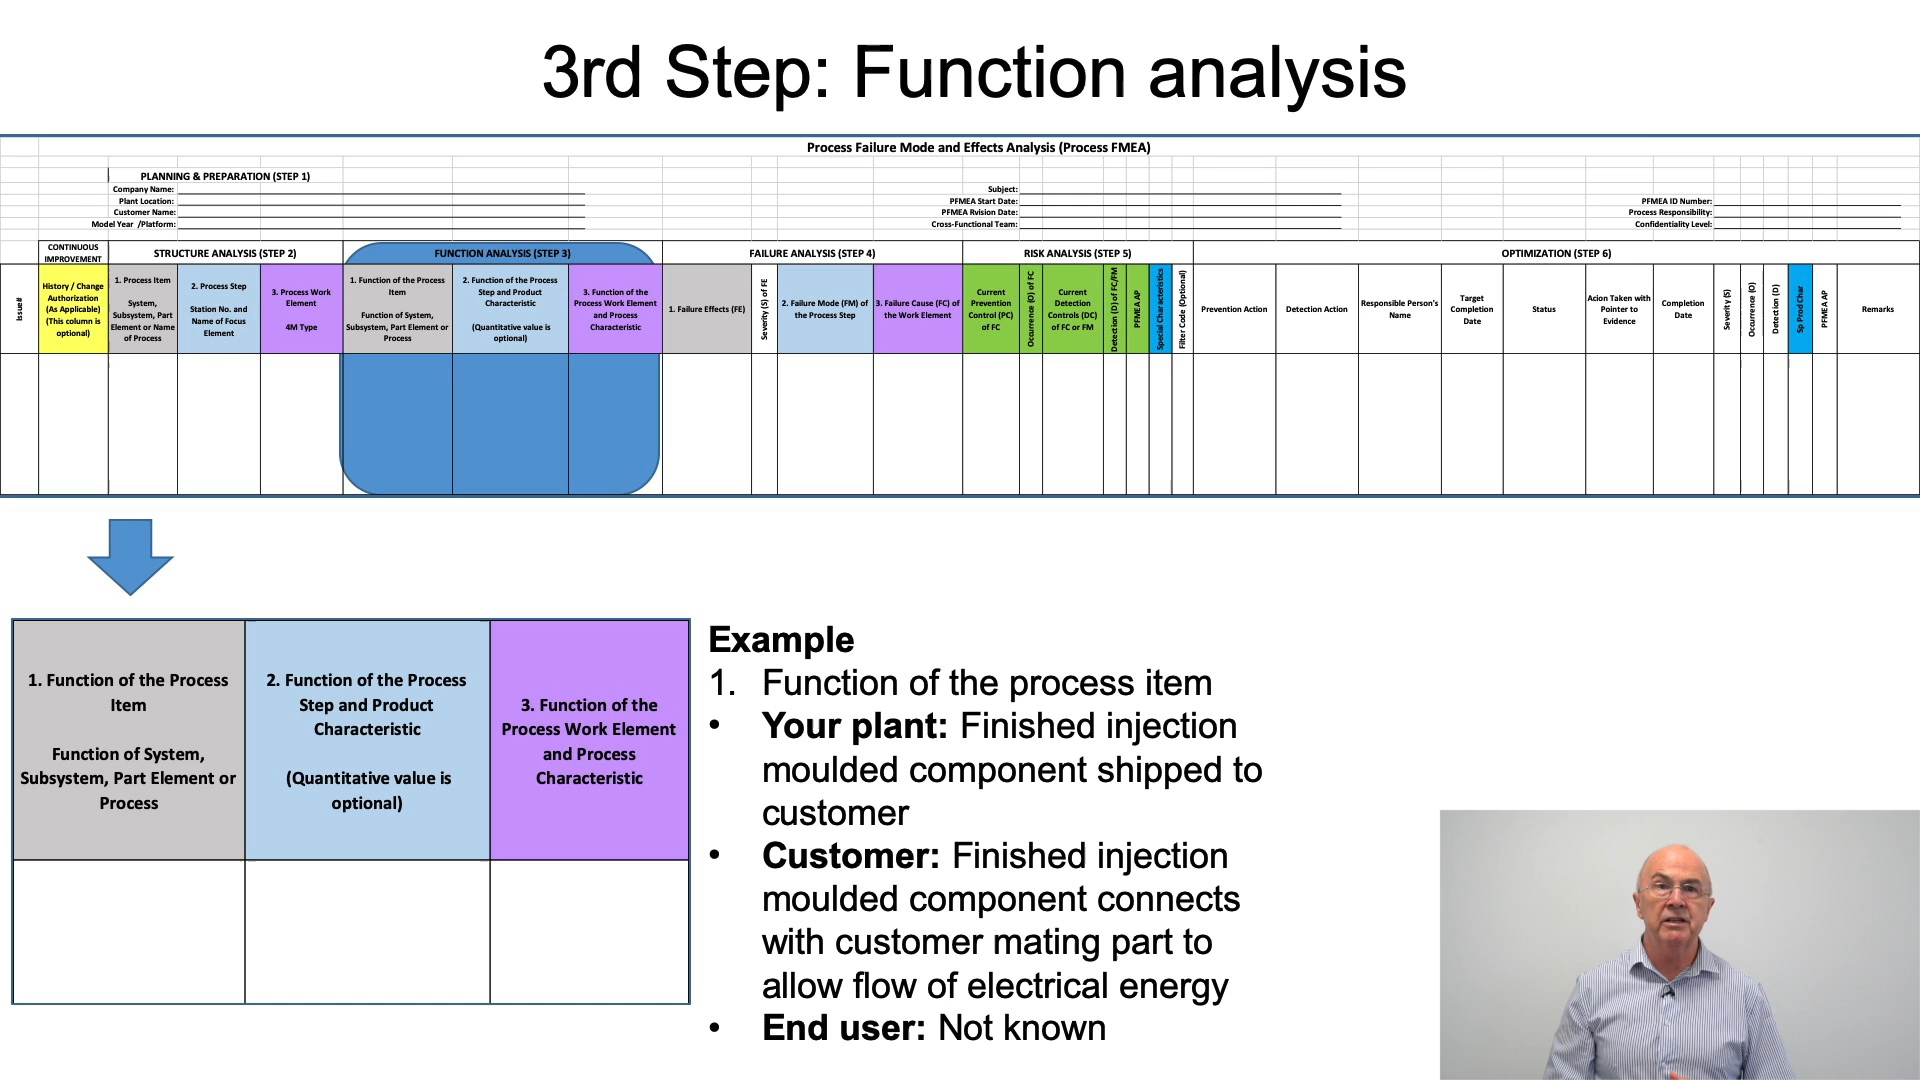 3rd Step: Function analysis
Process Failure Mode and Effects Analysis (Process FMEA)
PLANNING & PREPARATION (STEP 1)
Company Name:
Plant Location:
Customer Name:
Model Year /Platform:
Subject:
PFMEA Start Date:
PFMEA Rvision Date:
Cross-Functional Team:
PFMEA ID Number:
Process Responsibility:
Confidentiality Level:
CONTINUOUS
IMPROVEMENT
STRUCTURE ANALYSIS (STEP 2)
FUNCTION ANALYSIS (STEP 3)
FAILURE ANALYSIS (STEP 4)
RISK ANALYSIS (STEP 5)
OPTIMIZATION (STEP 6)
Issue#
History / Change
Authorization
(As Applicable)
(This column is
optional)
1. Process Item
System,
Subsystem, Part
Element or Name
of Process
2. Process Step
Station No. and
Name of Focus
Element
3. Process Work
Element
4M Type
1. Function of the Process
Item
Function of System,
Subsystem, Part Element or
Process
2. Function of the Process
Step and Product
Characteristic
(Quantitative value is
optional)
3. Function of the
Process Work Element
and Process
Characteristic
1. Failure Effects (FE)
Severity (S) of FE
2. Failure Mode (FM) of
the Process Step
3. Failure Cause (FC) of
the Work Element
Current
Prevention
Control (PC)
of FC
Occurrence (O) of FC
Current
Detection
Controls (DC)
of FC or FM
Detection (D) of FC/FM
PFMEA AP
Special Characteristics
Filter Code (Optional)
Prevention Action
Detection Action
Responsible Person's
Name
Target
Completion
Date
Status
Acion Taken with
Pointer to
Evidence
Completion
Date
Severity (S)
Occurrence (O)
Detection (D)
Sp Prod Char
PFMEA AP
Remarks
1. Function of the Process
Item
Function of System,
Subsystem, Part Element or
Process
2. Function of the Process
Step and Product
Characteristic
(Quantitative value is
optional)
3. Function of the
Process Work Element
and Process
Characteristic
Example
1. Function of the process item
• Your plant: Finished injection
moulded component shipped to
customer
• Customer: Finished injection
moulded component connects
with customer mating part to
allow flow of electrical energy
• End user: Not known